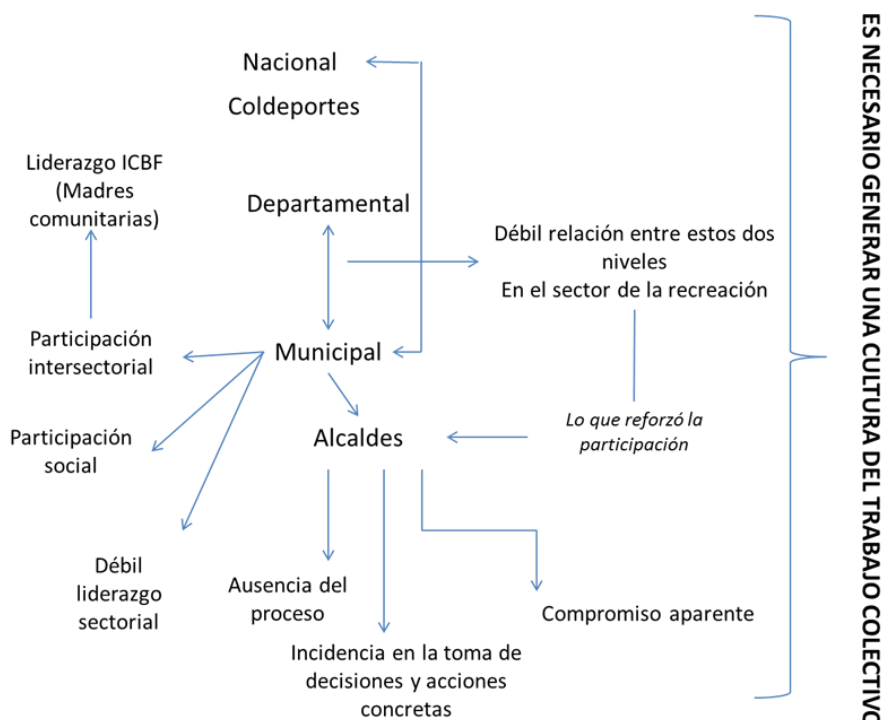 Nacional
Coldeportes
Liderazgo ICBF
(Madres
comunitarias)
Departamental
Débil relación entre estos dos
niveles
En el sector de la recreación
Participación
intersectorial
Municipal
Participación
social
Alcaldes
Lo que reforzó la
participación
Débil
liderazgo
sectorial
Ausencia del
proceso
Compromiso aparente
Incidencia en la toma de
decisiones y acciones
concretas
ES NECESARIO GENERAR UNA CULTURA DEL TRABAJO COLECTIVO